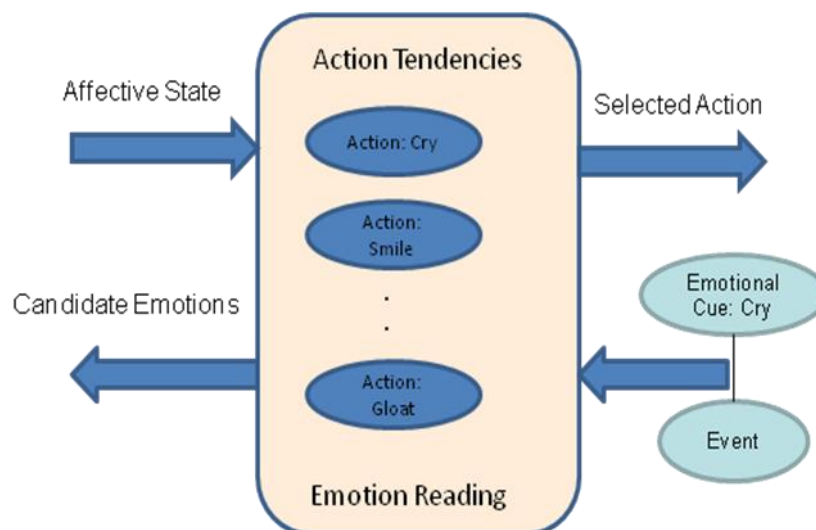 Action Tendencies
Affective State
Selected Action
Action: Cry
Action:
Smile
Emotional
Cue: Cry
Candidate Emotions
.
.
Action:
Gloat
Event
Emotion Reading